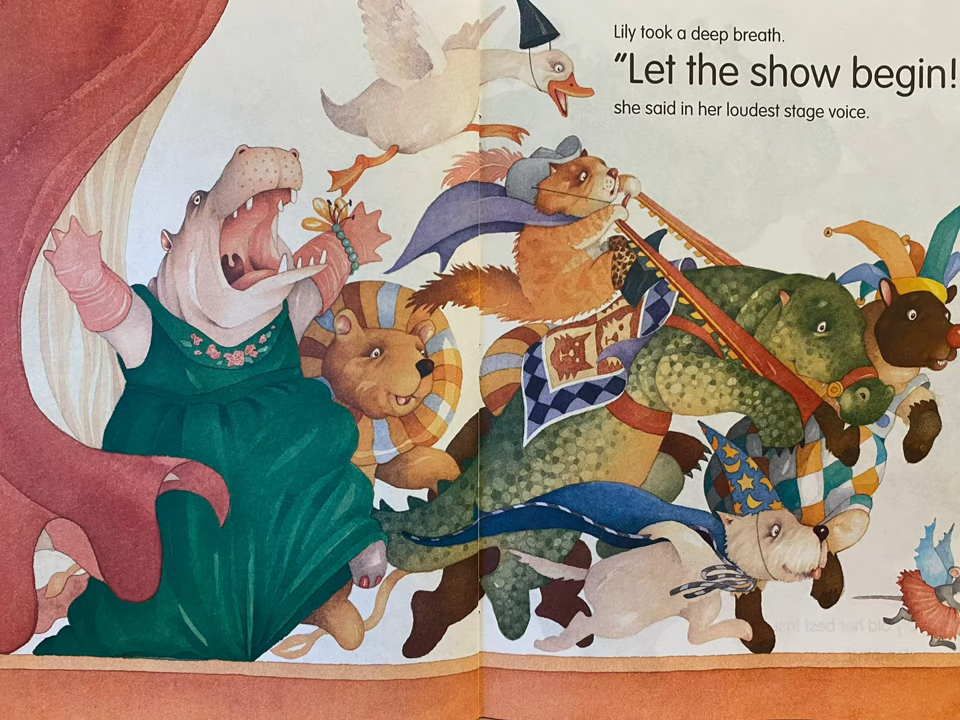 Lily took a deep breath.
“Let the show begin!
she said in her loudest stage voice.